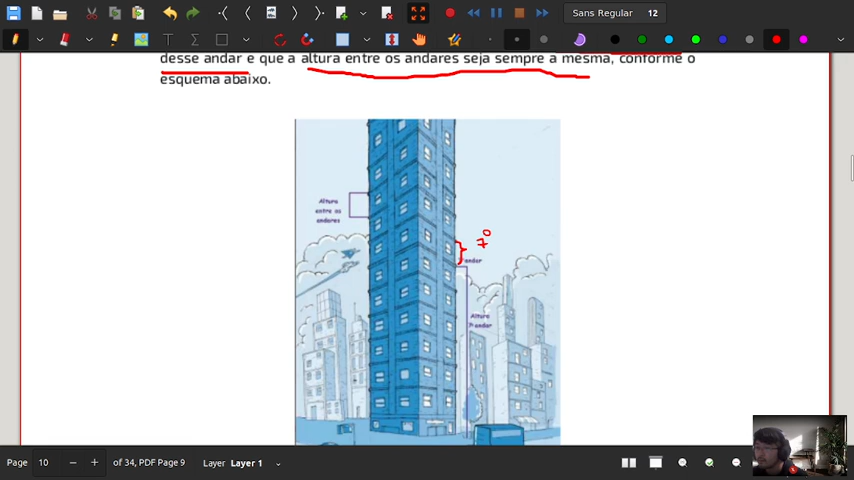 Sans Regular 12
desse andar e que a altura entre os andares seja sempre a mesma, conforme o
esquema abaixo.
Altura
entre os
andares
7º
andar
Altura
7º andar
Page 10 of 34, PDF Page 9 Layer Layer 1